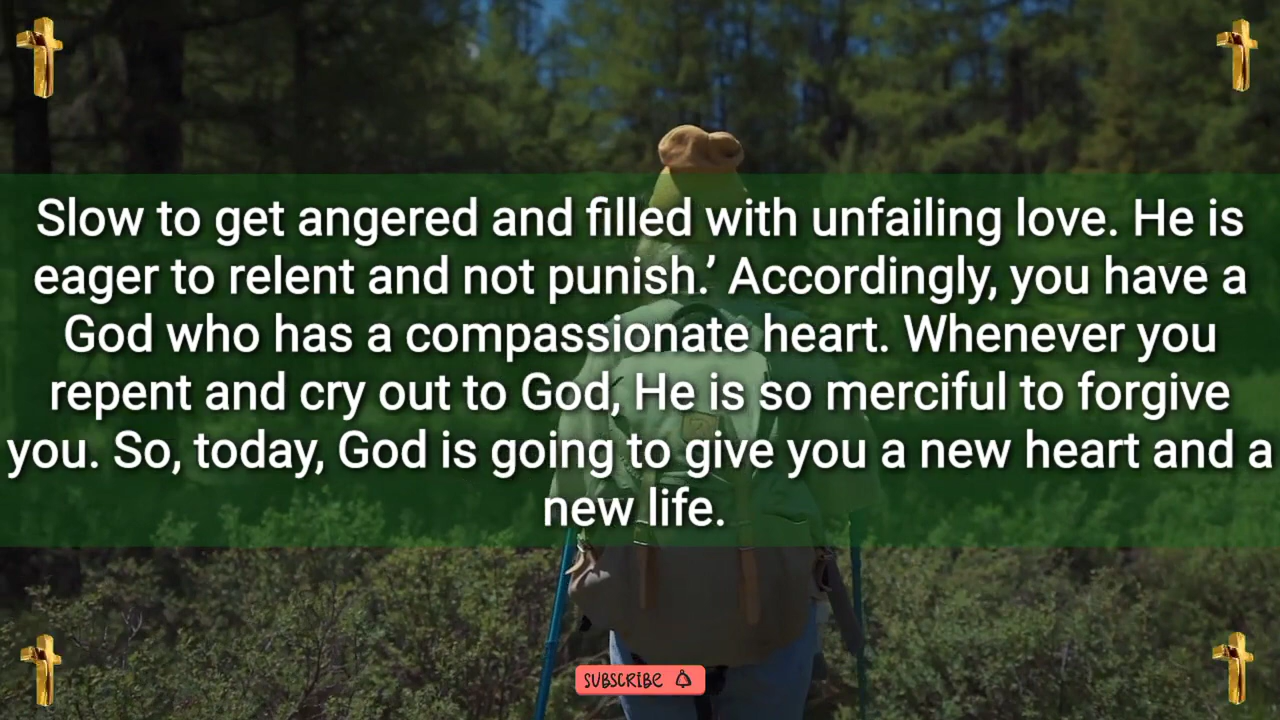 Slow to get angered and filled with unfailing love. He is
eager to relent and not punish.’ Accordingly, you have a
God who has a compassionate heart. Whenever you
repent and cry out to God, He is so merciful to forgive
you. So, today, God is going to give you a new heart and a
new life.
SUBSCRIBE